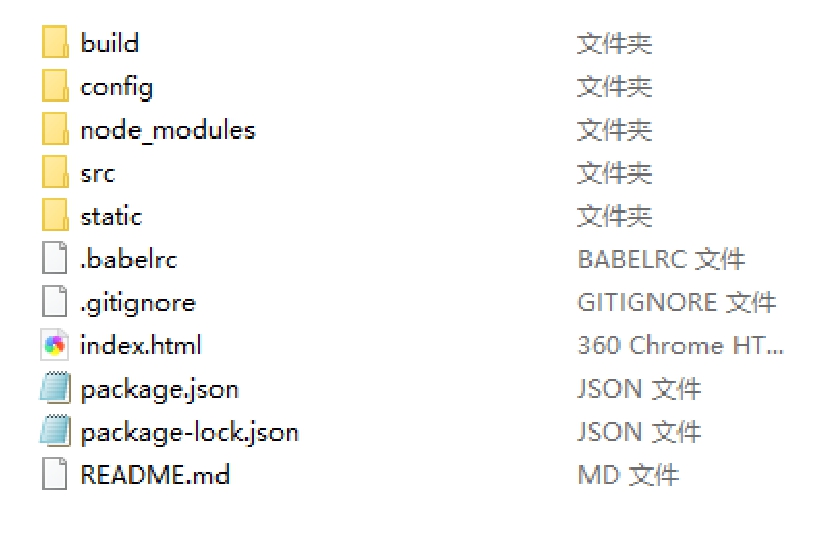 build 文件夹
config 文件夹
node_modules 文件夹
src 文件夹
static 文件夹
.babelrc BABELRC 文件
.gitignore GITIGNORE 文件
index.html 360 Chrome HT...
package.json JSON 文件
package-lock.json JSON 文件
README.md MD 文件